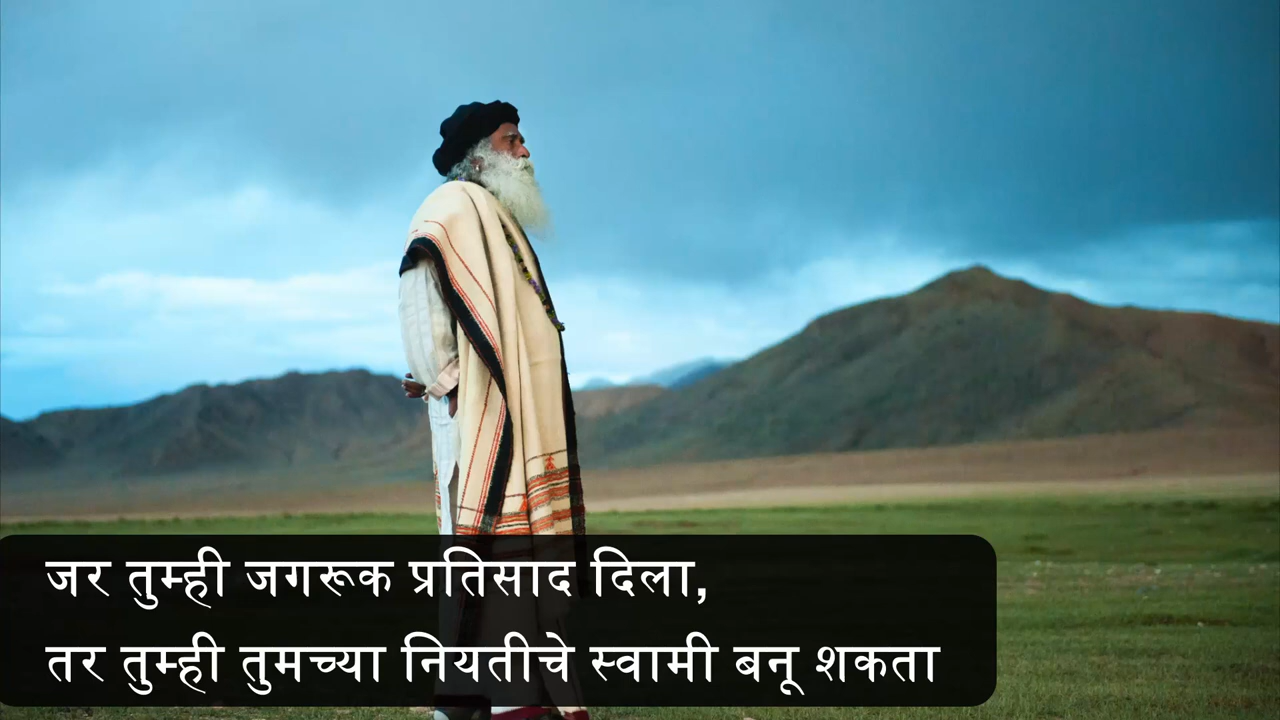 जर तुम्ही जगरूक प्रतिसाद दिला,
तर तुम्ही तुमच्या नियतीचे स्वामी बनू शकता